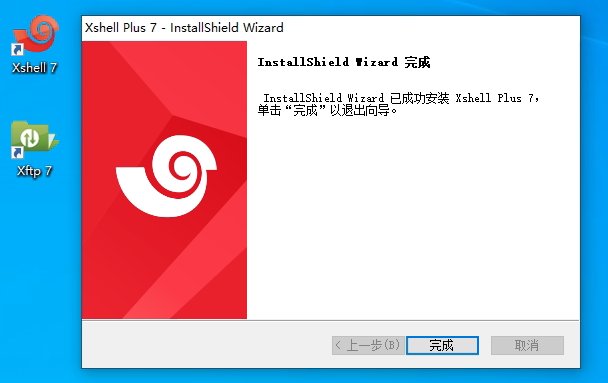 Xshell Plus 7 - InstallShield Wizard
Xshell 7
Xftp 7
InstallShield Wizard 完成
InstallShield Wizard 已成功安装 Xshell Plus 7,
单击“完成”以退出向导。
< 上一步(B)
完成
取消